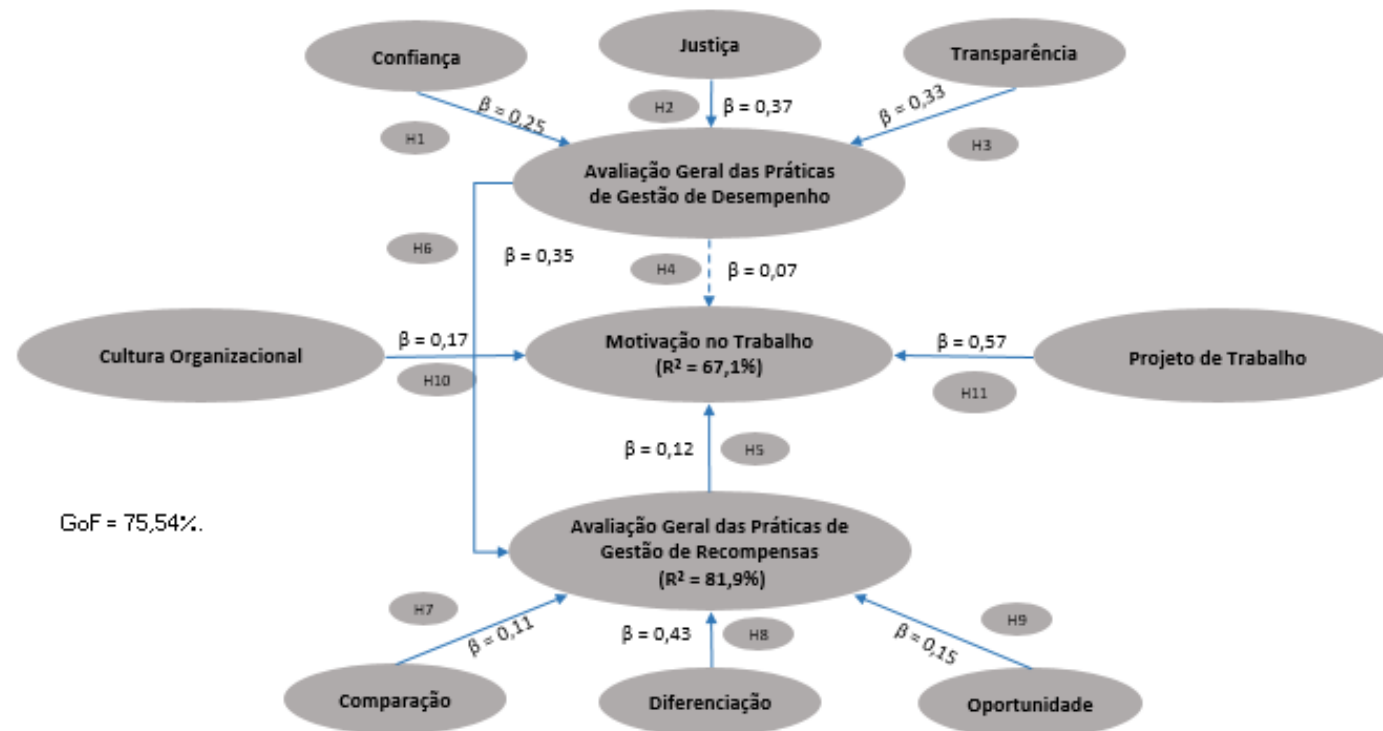 Confiança
Justiça
Transparência
β = 0,25
H1
H2
β = 0,37
β = 0,33
H3
Avaliação Geral das Práticas
de Gestão de Desempenho
H6
β = 0,35
H4
β = 0,07
Cultura Organizacional
β = 0,17
H10
Motivação no Trabalho
(R² = 67,1%)
β = 0,57
H11
Projeto de Trabalho
β = 0,12
H5
GoF = 75,54%.
Avaliação Geral das Práticas de
Gestão de Recompensas
(R² = 81,9%)
H7
β = 0,11
β = 0,43
H8
H9
β = 0,15
Comparação
Diferenciação
Oportunidade